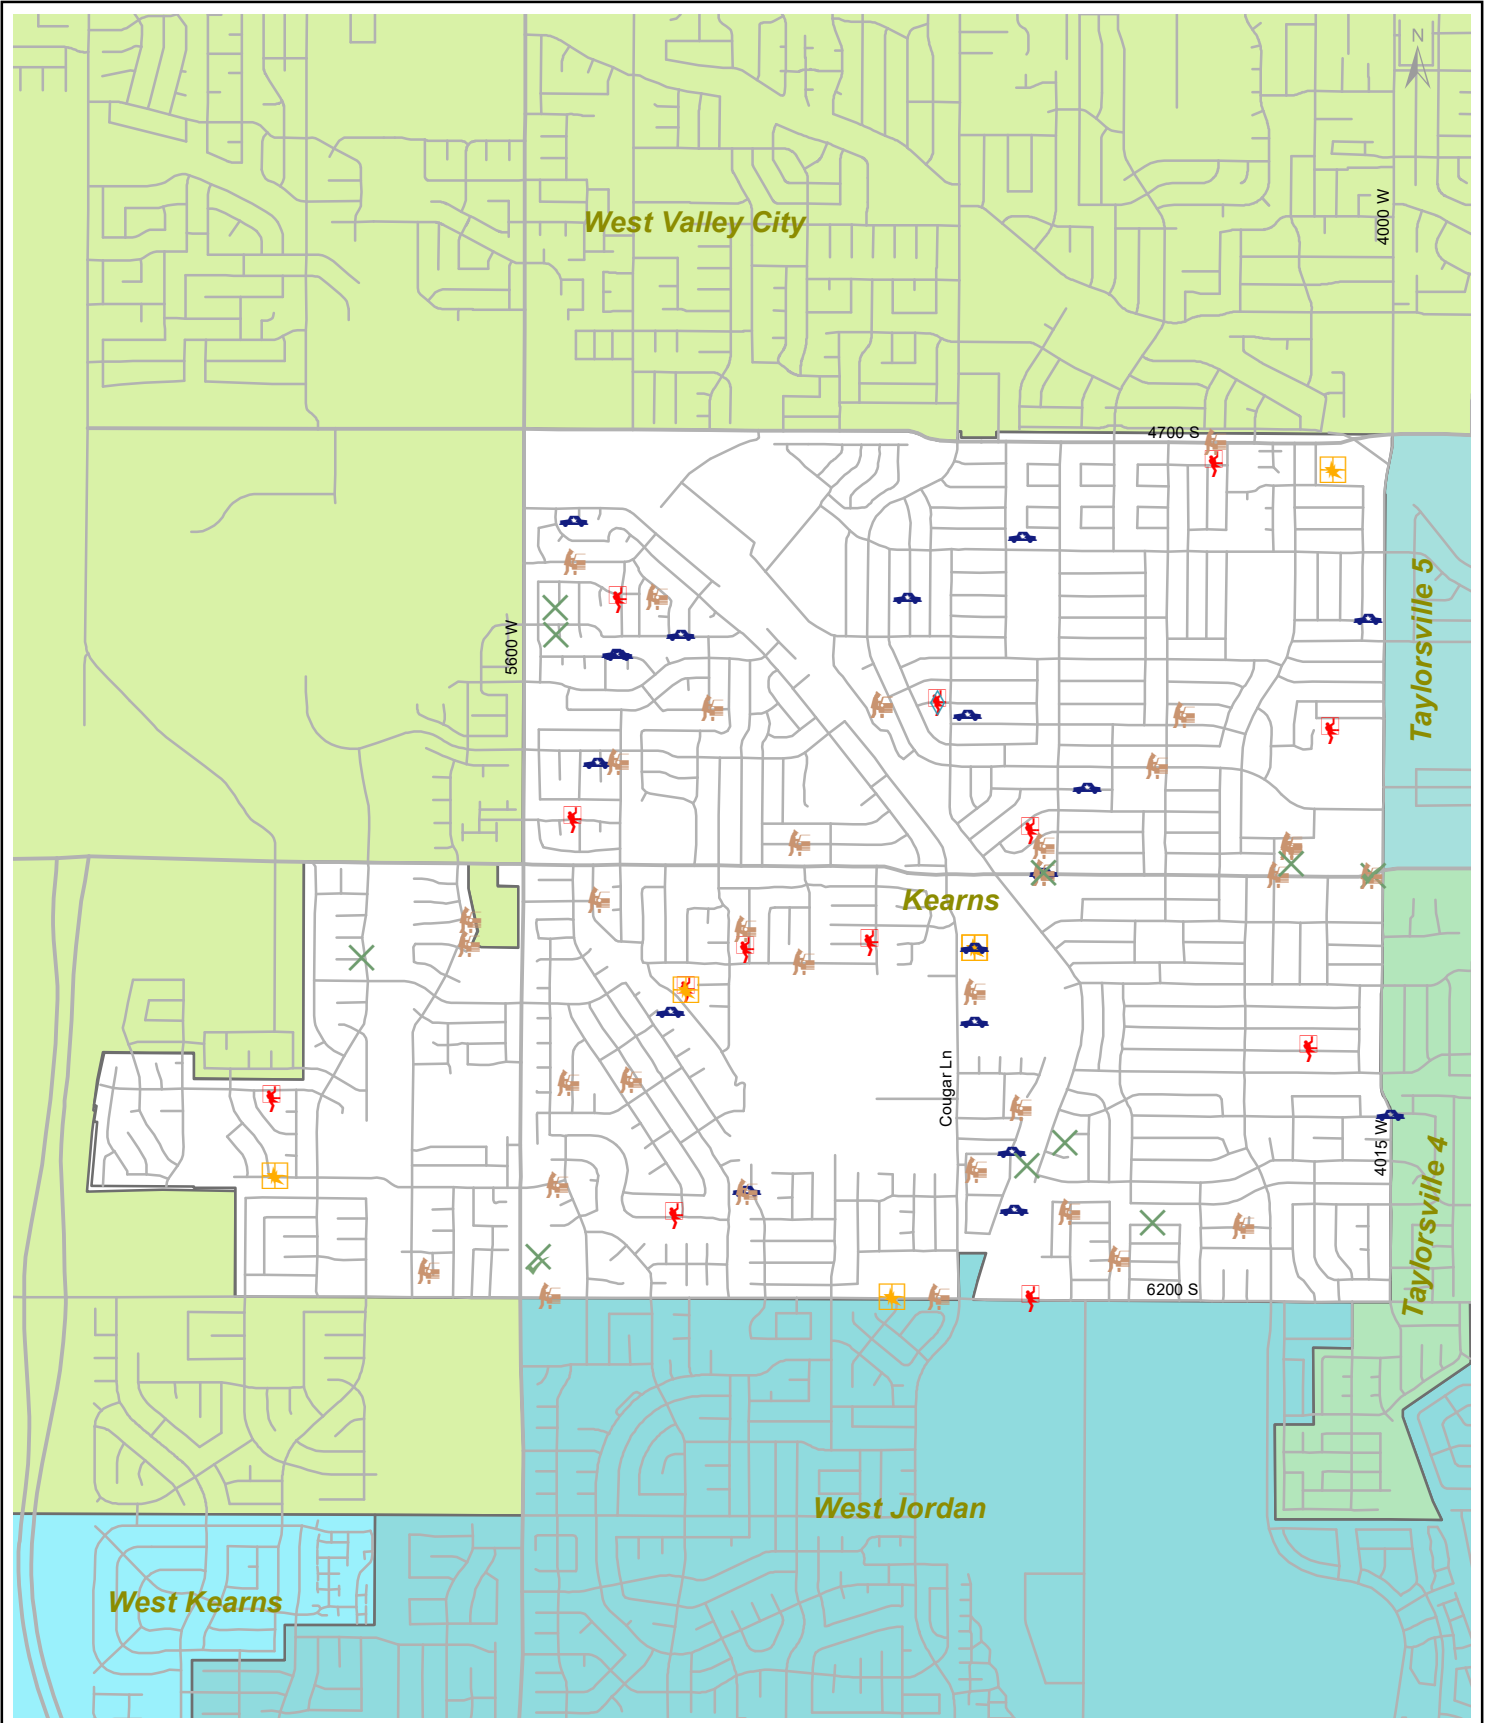 N
4000 W
West Valley City
4700 S
Taylorsville 5
5600 W
Kearns
Cougar Ln
4015 W
Taylorsville 4
6200 S
West Jordan
West Kearns